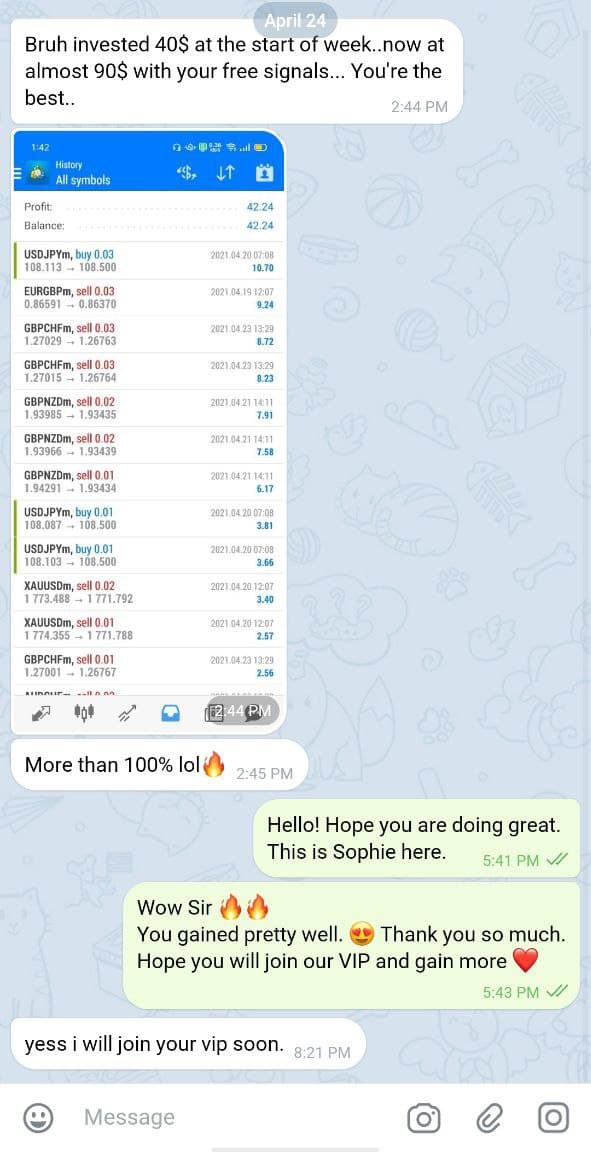 April 24
Bruh invested 40$ at the start of week..now at
almost 90$ with your free signals... You're the
best..
2:44 PM
1:42
History
All symbols
Profit: 42.24
Balance: 42.24
USDJPYm, buy 0.03 2021.04.20 07:08
108.113 → 108.500 10.70
EURGBPm, sell 0.03 2021.04.19 12:07
0.86591 → 0.86370 9.24
GBPCHFm, sell 0.03 2021.04.23 13:29
1.27029 → 1.26763 8.72
GBPCHFm, sell 0.03 2021.04.23 13:29
1.27015 → 1.26764 8.23
GBPNZDm, sell 0.02 2021.04.21 14:11
1.93985 → 1.93435 7.91
GBPNZDm, sell 0.02 2021.04.21 14:11
1.93966 → 1.93439 7.58
GBPNZDm, sell 0.01 2021.04.21 14:11
1.94291 → 1.93434 6.17
USDJPYm, buy 0.01 2021.04.20 07:08
108.087 → 108.500 3.81
USDJPYm, buy 0.01 2021.04.20 07:08
108.103 → 108.500 3.66
XAUUSDm, sell 0.02 2021.04.20 12:07
1 773.488 → 1 771.792 3.40
XAUUSDm, sell 0.01 2021.04.20 12:07
1 774.355 → 1 771.788 2.57
GBPCHFm, sell 0.01 2021.04.23 13:29
1.27001 → 1.26767 2.56
2:44 PM
More than 100% lol🔥 2:45 PM
Hello! Hope you are doing great.
This is Sophie here. 5:41 PM
Wow Sir 🔥🔥
You gained pretty well. 😍 Thank you so much.
Hope you will join our VIP and gain more ❤️
5:43 PM
yess i will join your vip soon. 8:21 PM
Message